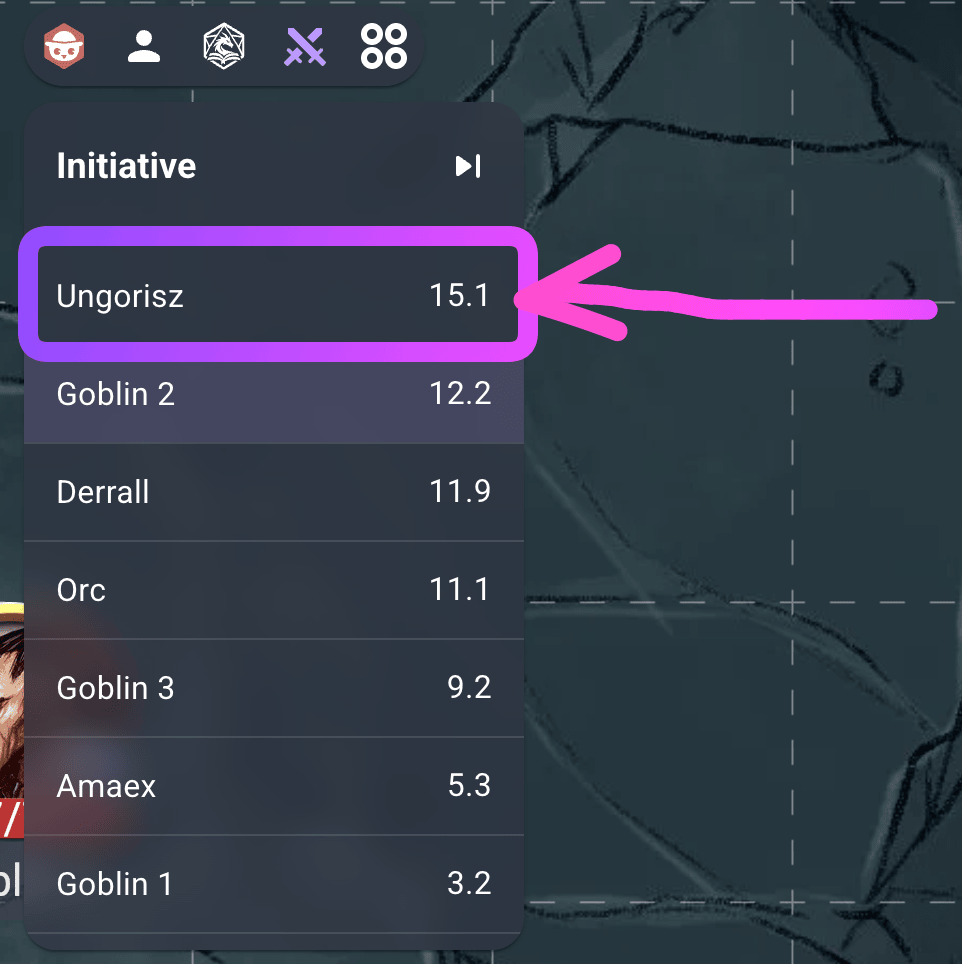 Initiative
Ungorisz 15.1
Goblin 2 12.2
Derrall 11.9
Orc 11.1
Goblin 3 9.2
Amaex 5.3
Goblin 1 3.2